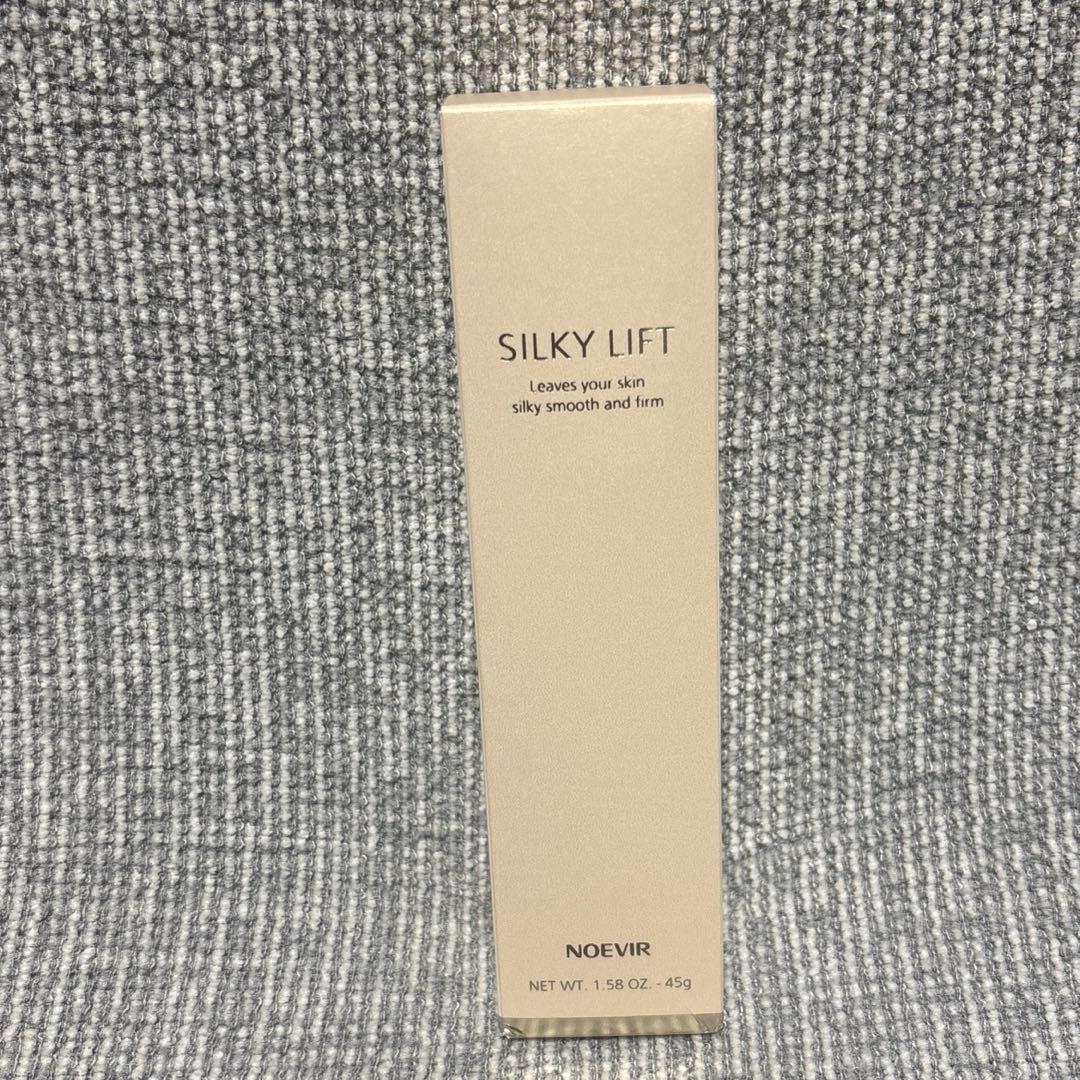 SILKY LIFT
Leaves your skin
silky smooth and firm
NOEVIR
NET WT. 1.58 OZ. - 45g